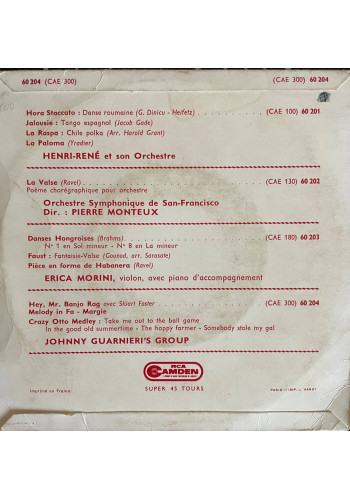 60 204 (CAE 300)
(CAE 300) 60 204
Hora Staccato : Danse roumaine (G. Dinicu - Heifetz) . . . . . . . . . . (CAE 100) 60 201
Jalousie : Tango espagnol (Jacob Gade)
La Raspa : Chile polka (Arr. Harold Grant)
La Paloma (Yradier)
HENRI-RENÉ et son Orchestre
La Valse (Ravel) . . . . . . . . . . (CAE 130) 60 202
Poème chorégraphique pour orchestre
Orchestre Symphonique de San-Francisco
Dir. : PIERRE MONTEUX
Danses Hongroises (Brahms) . . . . . . . . . . (CAE 180) 60 203
N° 1 en Sol mineur - N° 8 en La mineur
Faust : Fantaisie-Valse (Gounod, arr. Sarasate)
Pièce en forme de Habanera (Ravel)
ERICA MORINI, violon, avec piano d'accompagnement
Hey, Mr. Banjo Rag avec Stuart Foster . . . . . . . . . . (CAE 300) 60 204
Melody in Fa - Margie
Crazy Otto Medley : Take me out to the ball game
In the good old summertime - The happy farmer - Somebody stole my gal
JOHNNY GUARNIERI'S GROUP
RCA
CAMDEN
Imprimé en France
SUPER 45 TOURS